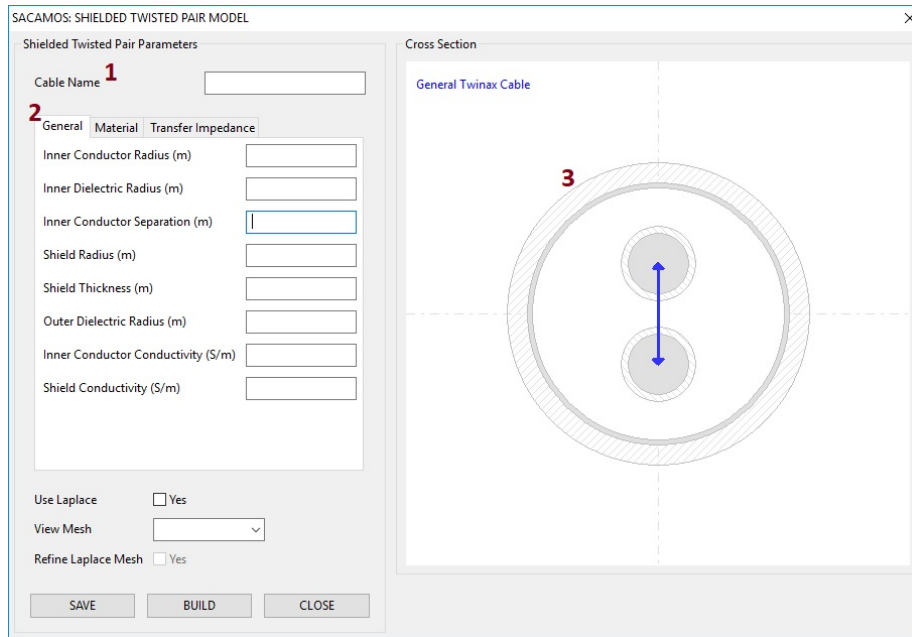 SACAMOS: SHIELDED TWISTED PAIR MODEL
Shielded Twisted Pair Parameters
Cable Name 1
2
General Material Transfer Impedance
Inner Conductor Radius (m)
Inner Dielectric Radius (m)
Inner Conductor Separation (m)
Shield Radius (m)
Shield Thickness (m)
Outer Dielectric Radius (m)
Inner Conductor Conductivity (S/m)
Shield Conductivity (S/m)
Use Laplace Yes
View Mesh
Refine Laplace Mesh Yes
SAVE BUILD CLOSE
Cross Section
General Twinax Cable
3